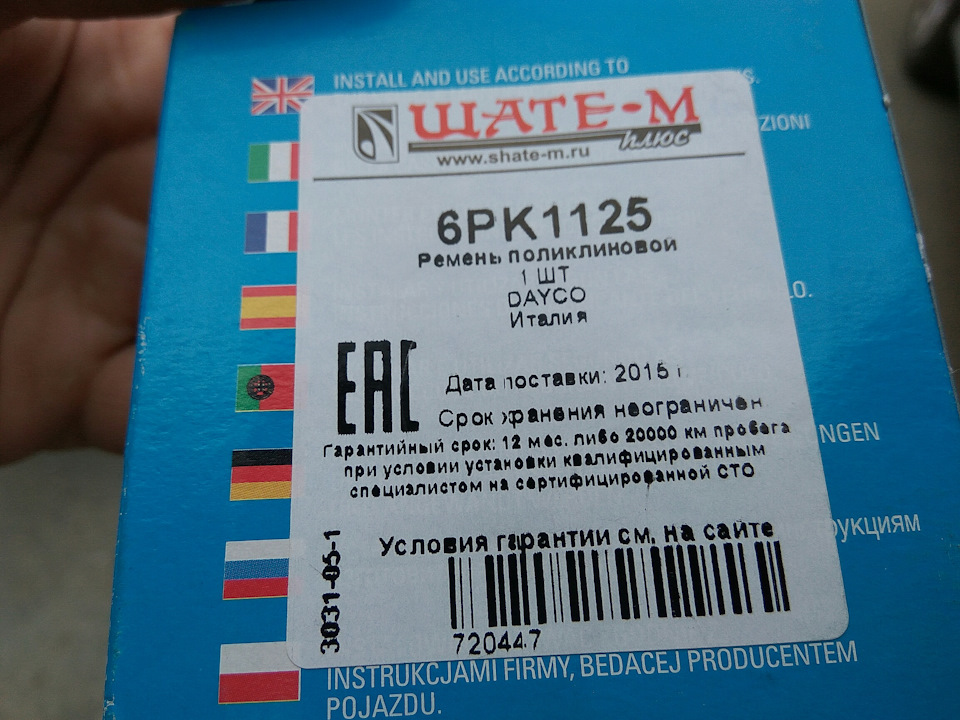 INSTALL AND USE ACCORDING TO
S.
ШАТЕ-М
плюс
www.shate-m.ru
ZIONI
6PK1125
Ремень поликлиновой
1 ШТ
DAYCO
Италия
LO.
EAC
Дата поставки: 2015 г.
Срок хранения неограничен
Гарантийный срок: 12 мес. либо 20000 км пробега
при условии установки квалифицированным
специалистом на сертифицированной СТО
NGEN
Условия гарантии см. на сайте
РУКЦИЯМ
3031-05-1
720447
INSTRUKCJAMI FIRMY, BEDACEJ PRODUCENTEM
POJAZDU.